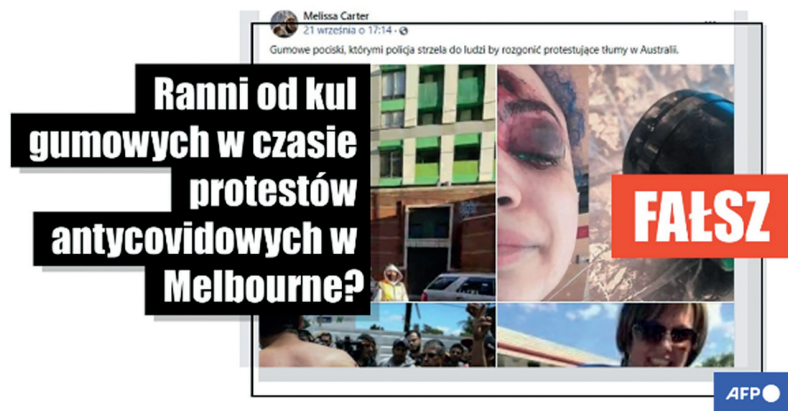 Melissa Carter
21 września o 17:14 ·
Gumowe pociski, którymi policja strzela do ludzi by rozgonić protestujące tłumy w Australii.
Ranni od kul
gumowych w czasie
protestów
antycovidowych w
Melbourne?
FAŁSZ
AFP